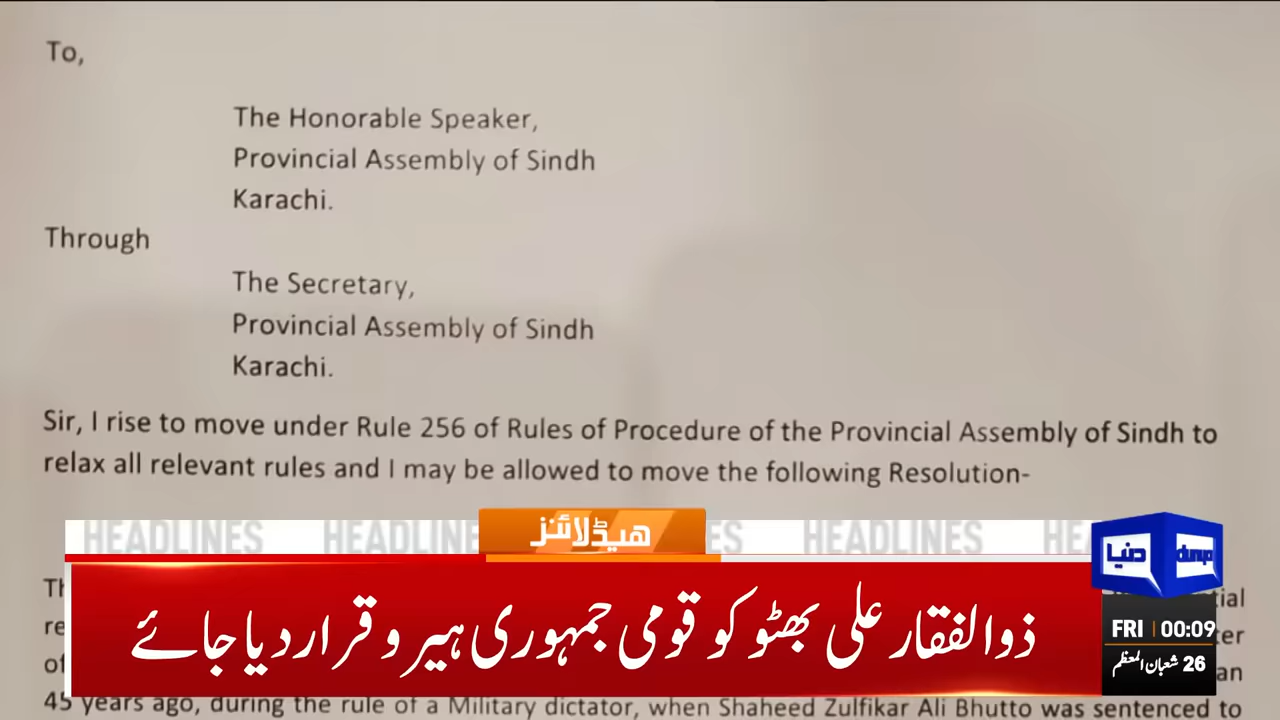 To,
The Honorable Speaker,
Provincial Assembly of Sindh
Karachi.
Through
The Secretary,
Provincial Assembly of Sindh
Karachi.
Sir, I rise to move under Rule 256 of Rules of Procedure of the Provincial Assembly of Sindh to
relax all relevant rules and I may be allowed to move the following Resolution-
HEADLINES
ھیڈلائنز
HEADLINES
دنیا
dunya
ذوالفقار علی بھٹو کو قومی جمہوری ہیرو قرار دیا جائے
FRI 00:09
26 شعبان المعظم
45 years ago, during the rule of a Military dictator, when Shaheed Zulfikar Ali Bhutto was sentenced to